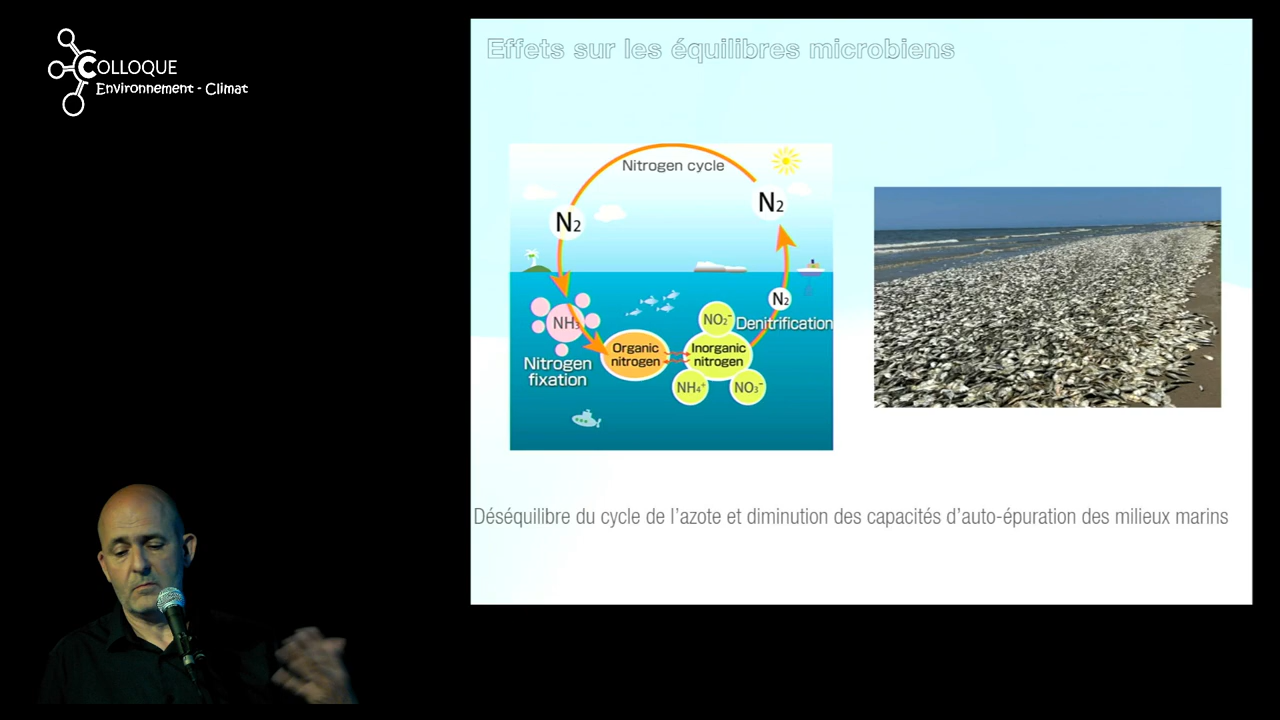 COLLOQUE
Environnement - Climat
Effets sur les équilibres microbiens
Nitrogen cycle
N2
N2
N2
NH3
NO2-
Denitrification
Organic
nitrogen
Inorganic
nitrogen
Nitrogen
fixation
NH4+
NO3-
Déséquilibre du cycle de l'azote et diminution des capacités d'auto-épuration des milieux marins